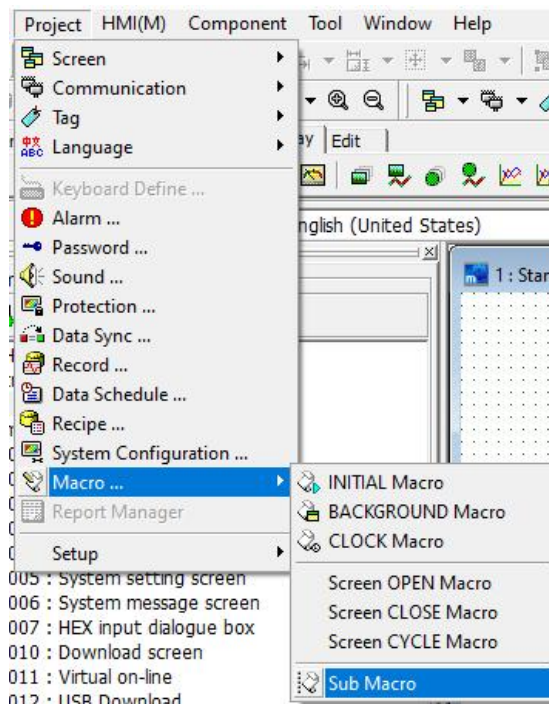 Project HMI(M) Component Tool Window Help
Screen
Communication
Tag
Language
Edit
Keyboard Define ...
Alarm ...
(United States)
Password ...
Sound ...
1 :
Protection ...
Data Sync ...
Record ...
Data Schedule ...
Recipe ...
System Configuration ...
Macro ...
INITIAL Macro
Report Manager
BACKGROUND Macro
CLOCK Macro
Setup
005 : System setting screen
Screen OPEN Macro
006 : System message screen
Screen CLOSE Macro
007 : HEX input dialogue box
Screen CYCLE Macro
010 : Download screen
011 : Virtual on-line
Sub Macro
012 : USB Download